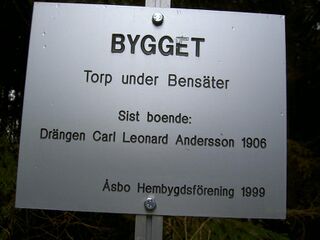 BYGGET
Torp under Bensäter
Sist boende:
Drängen Carl Leonard Andersson 1906
Åsbo Hembygdsförening 1999